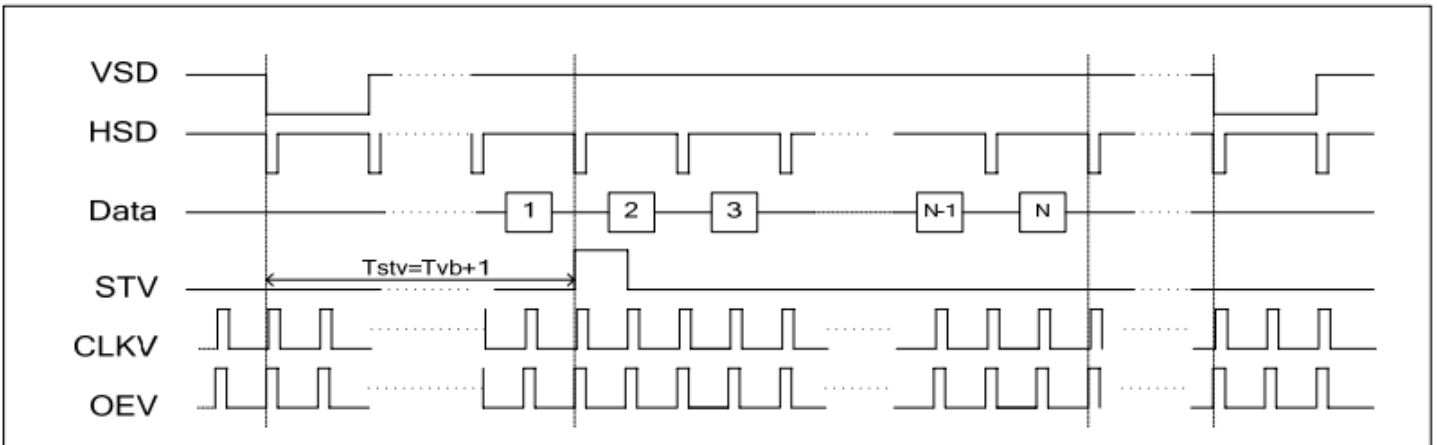 VSD
HSD
Data 1 2 3 N-1 N
Tstv=Tvb+1
STV
CLKV
OEV